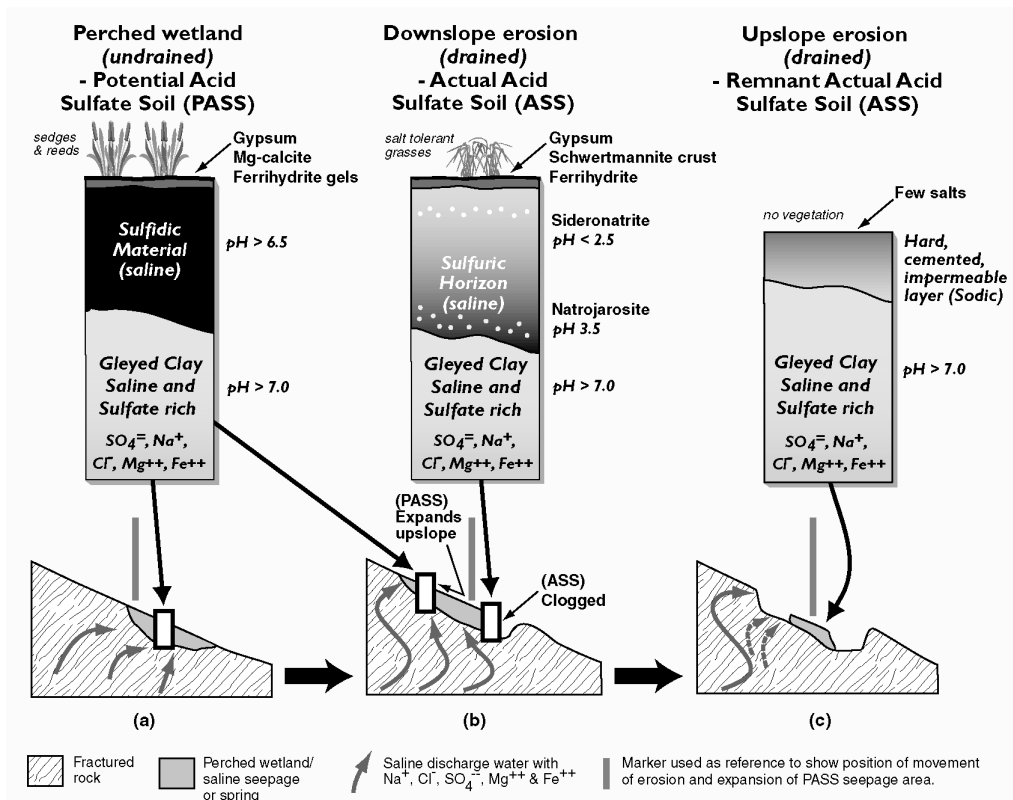 Perched wetland
(undrained)
- Potential Acid
Sulfate Soil (PASS)
sedges
& reeds
Gypsum
Mg-calcite
Ferrihydrite gels
Sulfidic
Material
(saline)
pH > 6.5
Gleyed Clay
Saline and
Sulfate rich
pH > 7.0
SO4=, Na+,
Cl-, Mg++, Fe++
Downslope erosion
(drained)
- Actual Acid
Sulfate Soil (ASS)
salt tolerant
grasses
Gypsum
Schwertmannite crust
Ferrihydrite
Sideronatrite
pH < 2.5
Sulfuric
Horizon
(saline)
Natrojarosite
pH 3.5
Gleyed Clay
Saline and
Sulfate rich
pH > 7.0
SO4=, Na+,
Cl-, Mg++, Fe++
Upslope erosion
(drained)
- Remnant Actual Acid
Sulfate Soil (ASS)
no vegetation
Few salts
Hard,
cemented,
impermeable
layer (Sodic)
Gleyed Clay
Saline and
Sulfate rich
pH > 7.0
SO4=, Na+,
Cl-, Mg++, Fe++
(PASS)
Expands
upslope
(ASS)
Clogged
(a)
(b)
(c)
Fractured
rock
Perched wetland/
saline seepage
or spring
Saline discharge water with
Na+, Cl-, SO4--, Mg++ & Fe++
Marker used as reference to show position of movement
of erosion and expansion of PASS seepage area.